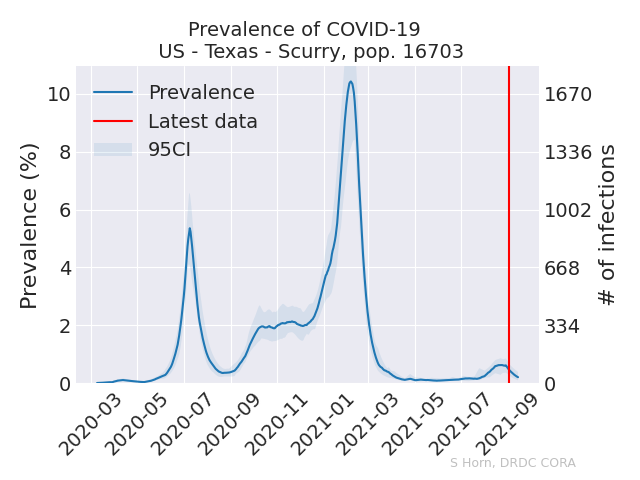 Prevalence of COVID-19
US - Texas - Scurry, pop. 16703
Prevalence
Latest data
95CI
Prevalence (%)
10
8
6
4
2
0
1670
1336
1002
668
334
0
# of infections
2020-03
2020-05
2020-07
2020-09
2020-11
2021-01
2021-03
2021-05
2021-07
2021-09
S Horn, DRDC CORA